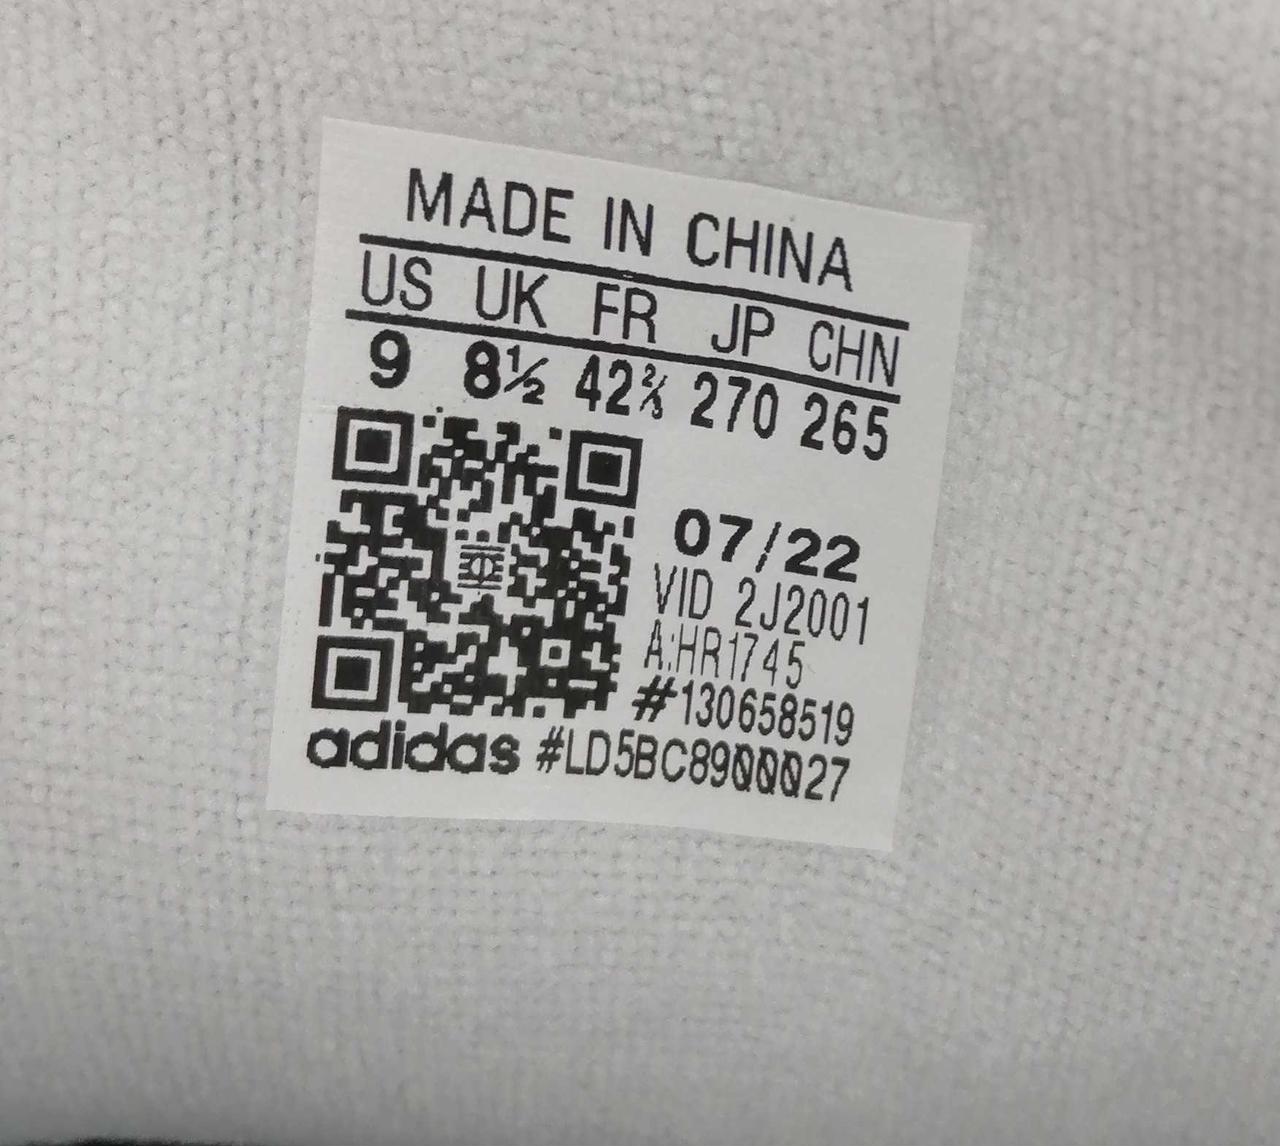 MADE IN CHINA
US UK FR JP CHN
9 8½ 42⅔ 270 265
07/22
VID 2J2001
A:HR1745
#130658519
adidas #LD5BC8900027